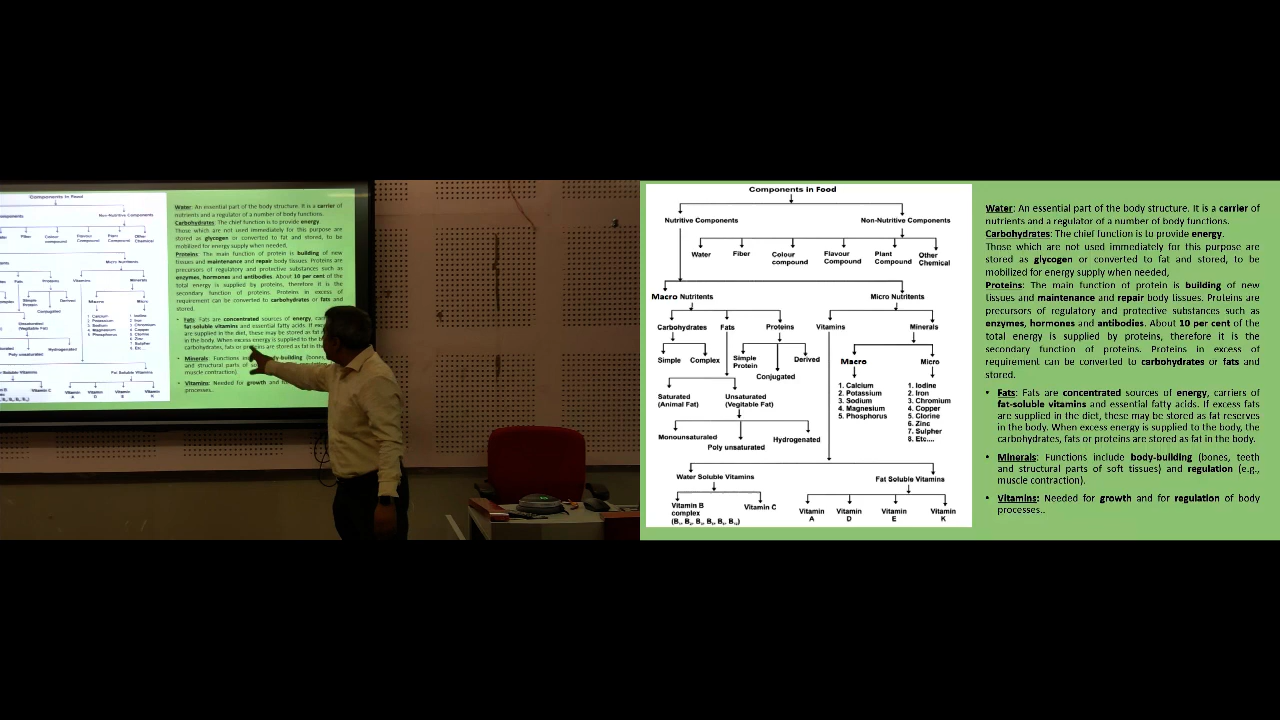 Components in Food
Nutritive Components
Non-Nutritive Components
Water
Fiber
Colour compound
Flavour Compound
Plant Compound
Other Chemical
Macro Nutrients
Micro Nutrients
Carbohydrates
Fats
Proteins
Vitamins
Minerals
Simple
Complex
Simple Protein
Derived
Conjugated
Macro
Micro
1. Calcium
2. Potassium
3. Sodium
4. Magnesium
5. Phosphorus
1. Iodine
2. Iron
3. Chromium
4. Copper
5. Clorine
6. Zinc
7. Sulpher
8. Etc....
Saturated (Animal Fat)
Unsaturated (Vegitable Fat)
Monounsaturaled
Poly unsaturated
Hydrogenated
Water Soluble Vitamins
Fat Soluble Vitamins
Vitamin B complex
Vitamin C
Vitamin A
Vitamin D
Vitamin E
Vitamin K
Water: An essential part of the body structure. It is a carrier of
nutrients and a regulator of a number of body functions.
Carbohydrates: The chief function is to provide energy.
Those which are not used immediately for this purpose are
stored as glycogen or converted to fat and stored, to be
mobilized for energy supply when needed.
Proteins: The main function of protein is building of new
tissues and maintenance and repair body tissues. Proteins are
precursors of regulatory and protective substances such as
enzymes, hormones and antibodies. About 10 per cent of the
total energy is supplied by proteins, therefore it is the
secondary function of proteins. Proteins in excess of
requirement can be converted to carbohydrates or fats and
stored.
• Fats: Fats are concentrated sources of energy, carriers of
fat-soluble vitamins and essential fatty acids. If excess fats
are supplied in the diet, these may be stored as fat reserves
in the body. When excess energy is supplied to the body, the
carbohydrates, fats or proteins are stored as fat in the body.
• Minerals: Functions include body-building (bones, teeth
and structural parts of soft tissues) and regulation (e.g.,
muscle contraction).
• Vitamins: Needed for growth and for regulation of body
processes..